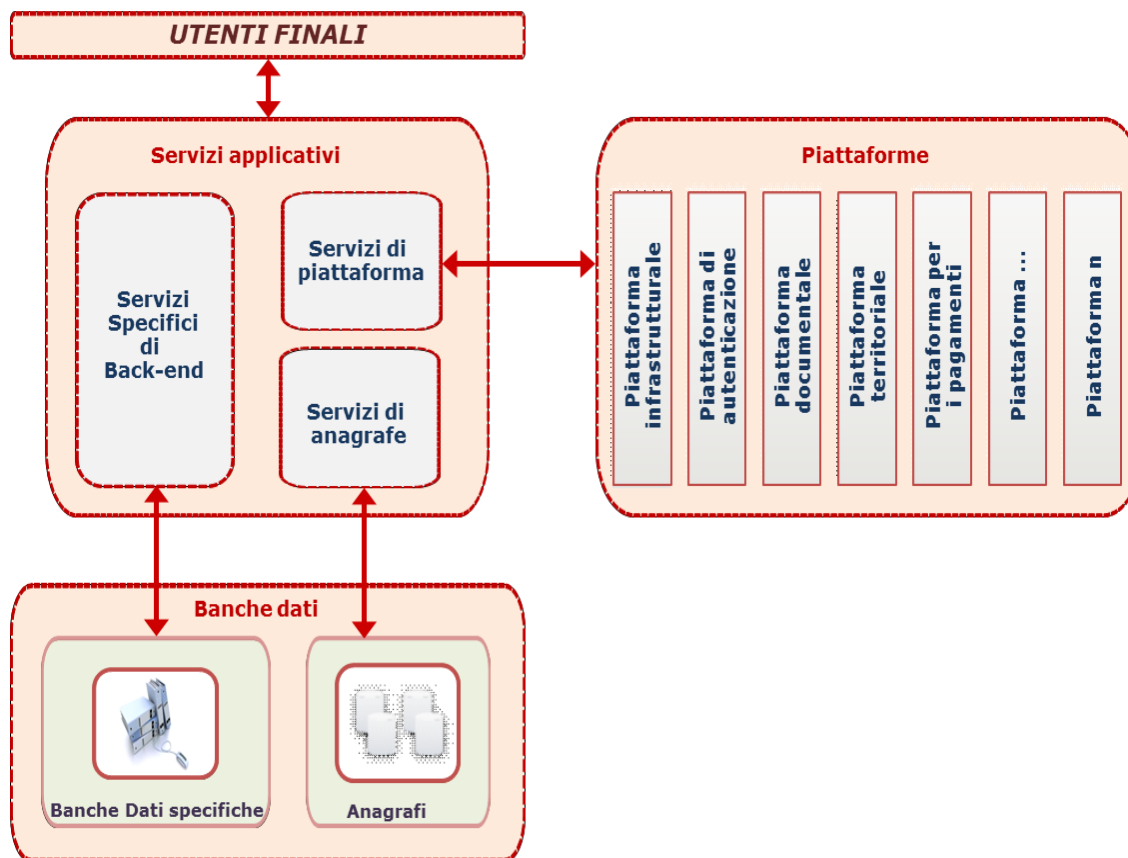 UTENTI FINALI
Servizi applicativi
Servizi
Specifici
di
Back-end
Servizi di
piattaforma
Servizi di
anagrafe
Piattaforme
Piattaforma
infrastrutturale
Piattaforma di
autenticazione
Piattaforma
documentale
Piattaforma
territoriale
Piattaforma per
i pagamenti
Piattaforma ...
Piattaforma n
Banche dati
Banche Dati specifiche
Anagrafi